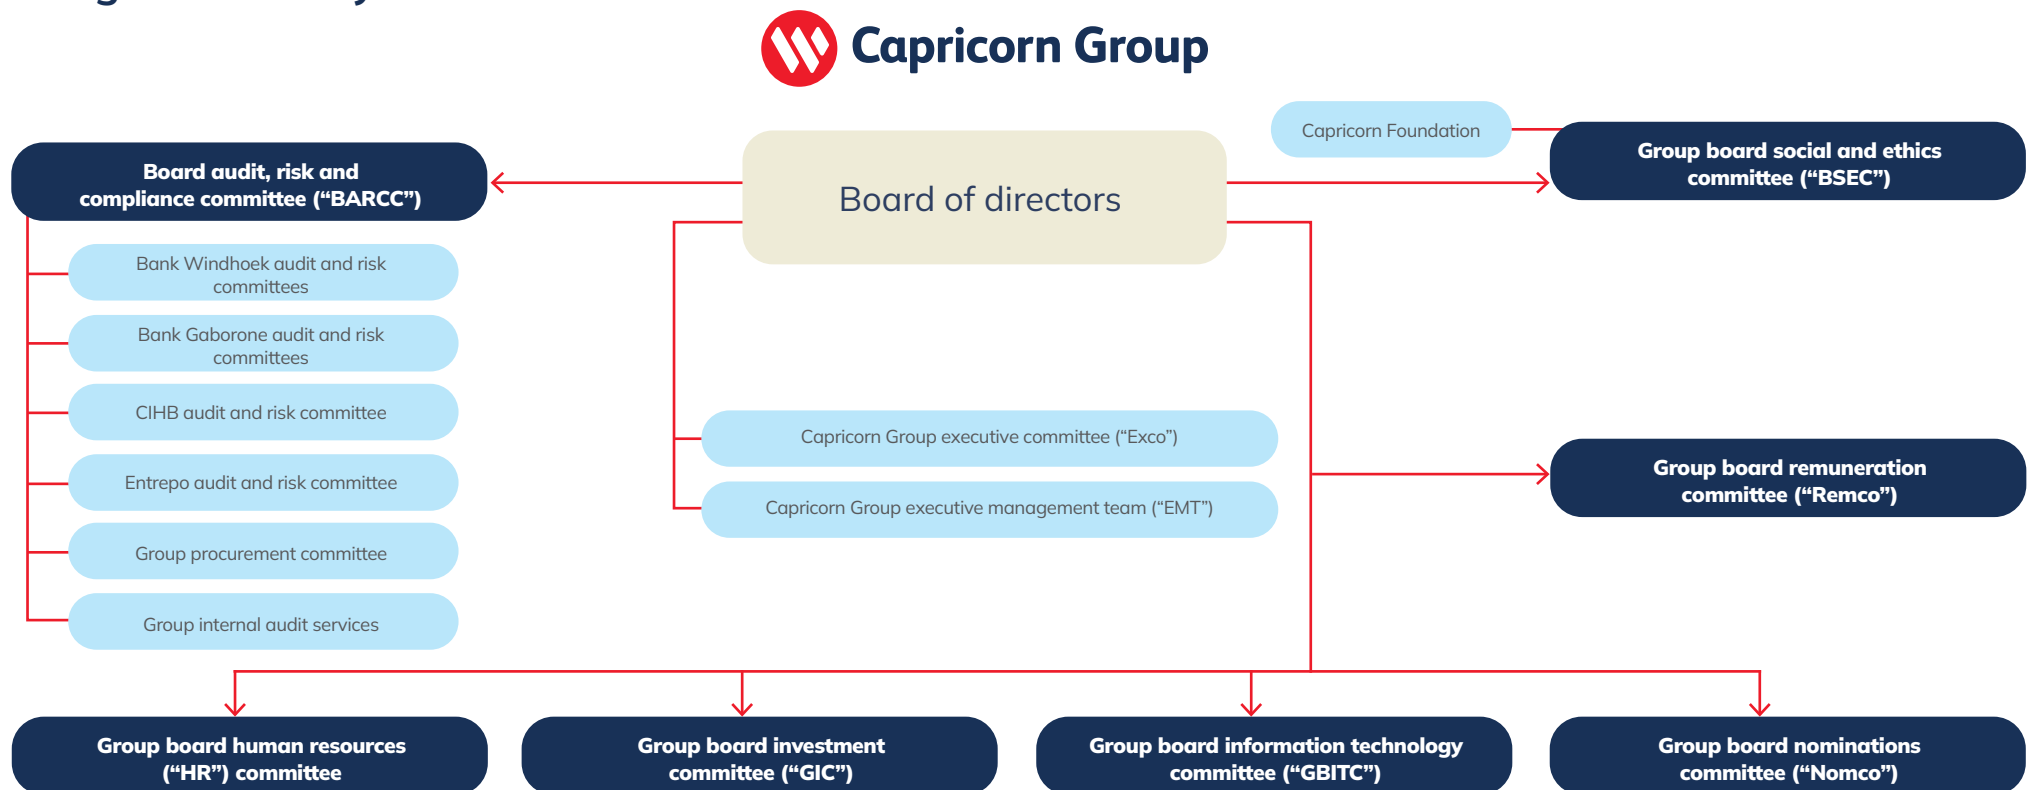 Capricorn Group
Capricorn Foundation
Board audit, risk and
compliance committee (“BARCC”)
Board of directors
Group board social and ethics
committee (“BSEC”)
Bank Windhoek audit and risk
committees
Bank Gaborone audit and risk
committees
CIHB audit and risk committee
Entrepo audit and risk committee
Group procurement committee
Group internal audit services
Capricorn Group executive committee (“Exco”)
Capricorn Group executive management team (“EMT”)
Group board remuneration
committee (“Remco”)
Group board human resources
(“HR”) committee
Group board investment
committee (“GIC”)
Group board information technology
committee (“GBITC”)
Group board nominations
committee (“Nomco”)